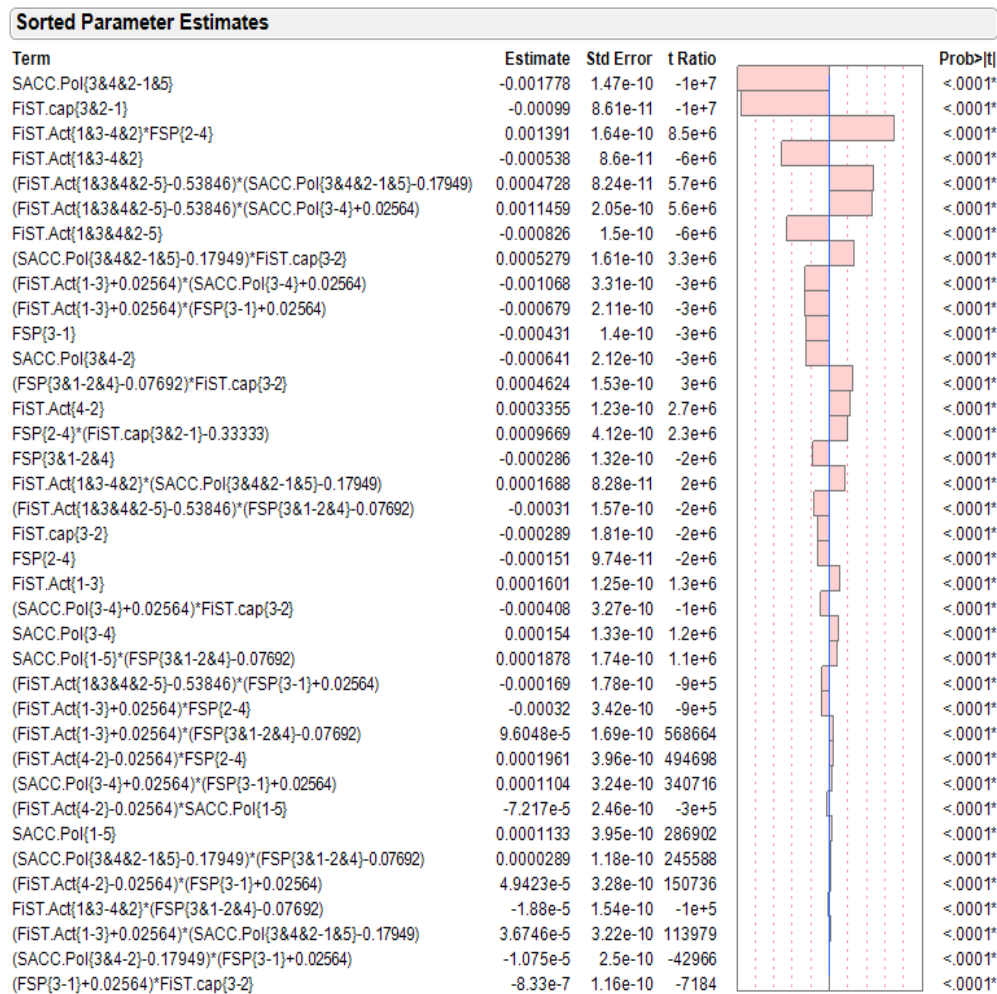 Sorted Parameter Estimates
Term Estimate Std Error t Ratio Prob>|t|
SACC.Pol{3&4&2-1&5} -0.001778 1.47e-10 -1e+7 <.0001*
FiST.cap{3&2-1} -0.00099 8.61e-11 -1e+7 <.0001*
FiST.Act{1&3-4&2}*FSP{2-4} 0.001391 1.64e-10 8.5e+6 <.0001*
FiST.Act{1&3-4&2} -0.000538 8.6e-11 -6e+6 <.0001*
(FiST.Act{1&3&4&2-5}-0.53846)*(SACC.Pol{3&4&2-1&5}-0.17949) 0.0004728 8.24e-11 5.7e+6 <.0001*
(FiST.Act{1&3&4&2-5}-0.53846)*(SACC.Pol{3-4}+0.02564) 0.0011459 2.05e-10 5.6e+6 <.0001*
FiST.Act{1&3&4&2-5} -0.000826 1.5e-10 -6e+6 <.0001*
(SACC.Pol{3&4&2-1&5}-0.17949)*FiST.cap{3-2} 0.0005279 1.61e-10 3.3e+6 <.0001*
(FiST.Act{1-3}+0.02564)*(SACC.Pol{3-4}+0.02564) -0.001068 3.31e-10 -3e+6 <.0001*
(FiST.Act{1-3}+0.02564)*(FSP{3-1}+0.02564) -0.000679 2.11e-10 -3e+6 <.0001*
FSP{3-1} -0.000431 1.4e-10 -3e+6 <.0001*
SACC.Pol{3&4-2} -0.000641 2.12e-10 -3e+6 <.0001*
(FSP{3&1-2&4}-0.07692)*FiST.cap{3-2} 0.0004624 1.53e-10 3e+6 <.0001*
FiST.Act{4-2} 0.0003355 1.23e-10 2.7e+6 <.0001*
FSP{2-4}*(FiST.cap{3&2-1}-0.33333) 0.0009669 4.12e-10 2.3e+6 <.0001*
FSP{3&1-2&4} -0.000286 1.32e-10 -2e+6 <.0001*
FiST.Act{1&3-4&2}*(SACC.Pol{3&4&2-1&5}-0.17949) 0.0001688 8.28e-11 2e+6 <.0001*
(FiST.Act{1&3&4&2-5}-0.53846)*(FSP{3&1-2&4}-0.07692) -0.00031 1.57e-10 -2e+6 <.0001*
FiST.cap{3-2} -0.000289 1.81e-10 -2e+6 <.0001*
FSP{2-4} -0.000151 9.74e-11 -2e+6 <.0001*
FiST.Act{1-3} 0.0001601 1.25e-10 1.3e+6 <.0001*
(SACC.Pol{3-4}+0.02564)*FiST.cap{3-2} -0.000408 3.27e-10 -1e+6 <.0001*
SACC.Pol{3-4} 0.000154 1.33e-10 1.2e+6 <.0001*
SACC.Pol{1-5}*(FSP{3&1-2&4}-0.07692) 0.0001878 1.74e-10 1.1e+6 <.0001*
(FiST.Act{1&3&4&2-5}-0.53846)*(FSP{3-1}+0.02564) -0.000169 1.78e-10 -9e+5 <.0001*
(FiST.Act{1-3}+0.02564)*FSP{2-4} -0.00032 3.42e-10 -9e+5 <.0001*
(FiST.Act{1-3}+0.02564)*(FSP{3&1-2&4}-0.07692) 9.6048e-5 1.69e-10 568664 <.0001*
(FiST.Act{4-2}-0.02564)*FSP{2-4} 0.0001961 3.96e-10 494698 <.0001*
(SACC.Pol{3-4}+0.02564)*(FSP{3-1}+0.02564) 0.0001104 3.24e-10 340716 <.0001*
(FiST.Act{4-2}-0.02564)*SACC.Pol{1-5} -7.217e-5 2.46e-10 -3e+5 <.0001*
SACC.Pol{1-5} 0.0001133 3.95e-10 286902 <.0001*
(SACC.Pol{3&4&2-1&5}-0.17949)*(FSP{3&1-2&4}-0.07692) 0.0000289 1.18e-10 245588 <.0001*
(FiST.Act{4-2}-0.02564)*(FSP{3-1}+0.02564) 4.9423e-5 3.28e-10 150736 <.0001*
FiST.Act{1&3-4&2}*(FSP{3&1-2&4}-0.07692) -1.88e-5 1.54e-10 -1e+5 <.0001*
(FiST.Act{1-3}+0.02564)*(SACC.Pol{3&4&2-1&5}-0.17949) 3.6746e-5 3.22e-10 113979 <.0001*
(SACC.Pol{3&4-2}-0.17949)*(FSP{3-1}+0.02564) -1.075e-5 2.5e-10 -42966 <.0001*
(FSP{3-1}+0.02564)*FiST.cap{3-2} -8.33e-7 1.16e-10 -7184 <.0001*